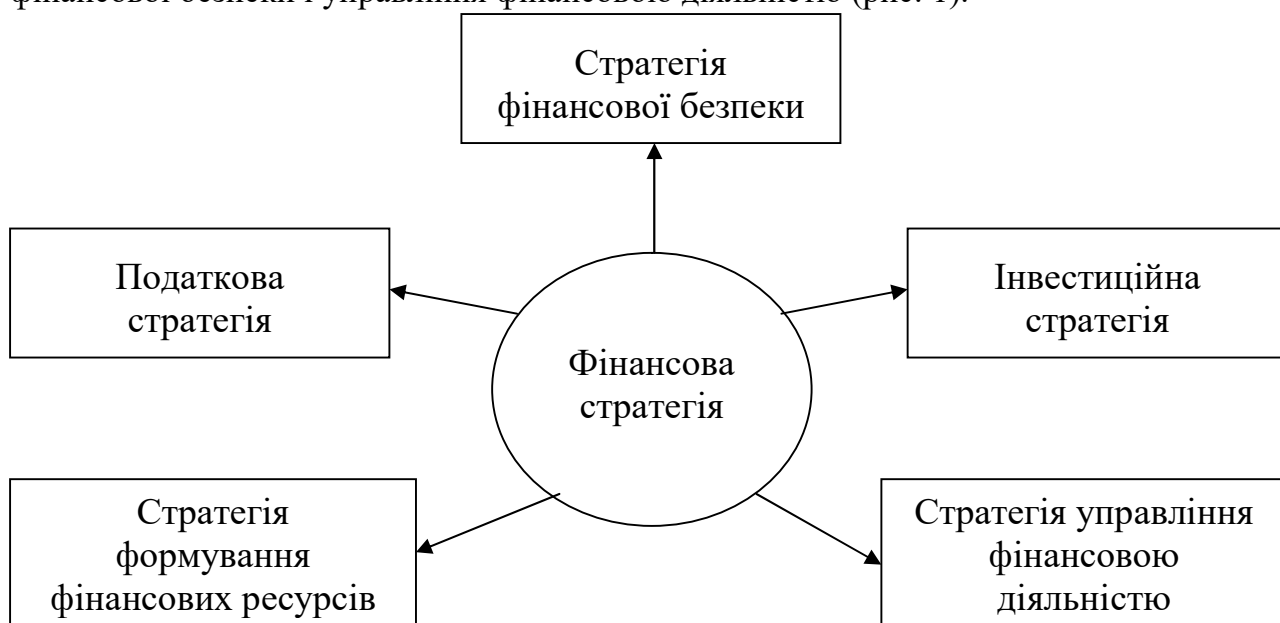 фінансової безпеки і управління фінансовою діяльністю (рис. 1).
Стратегія
фінансової безпеки
Податкова
стратегія
Інвестиційна
стратегія
Фінансова
стратегія
Стратегія
формування
фінансових ресурсів
Стратегія управління
фінансовою
діяльністю